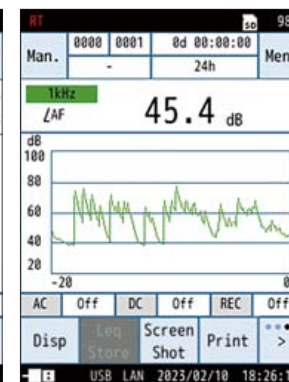 RT SD 98
Man. 0000 0001 0d 00:00:00 Men
- 24h
1kHz
∠AF 45.4 dB
dB
100
80
60
40
20
-20 0
AC Off DC Off REC Off
Disp Leq Store Screen Shot Print >
USB LAN 2023/02/10 18:26:1